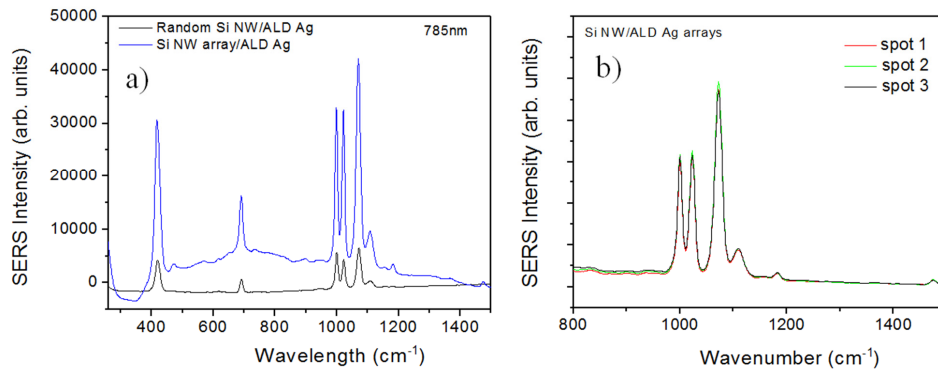 50000
40000
30000
20000
10000
0
SERS Intensity (arb. units)
Random Si NW/ALD Ag
Si NW array/ALD Ag
785nm
a)
400 600 800 1000 1200 1400
Wavelength (cm⁻¹)
SERS Intensity (arb. units)
Si NW/ALD Ag arrays
b)
spot 1
spot 2
spot 3
800 1000 1200 1400
Wavenumber (cm⁻¹)